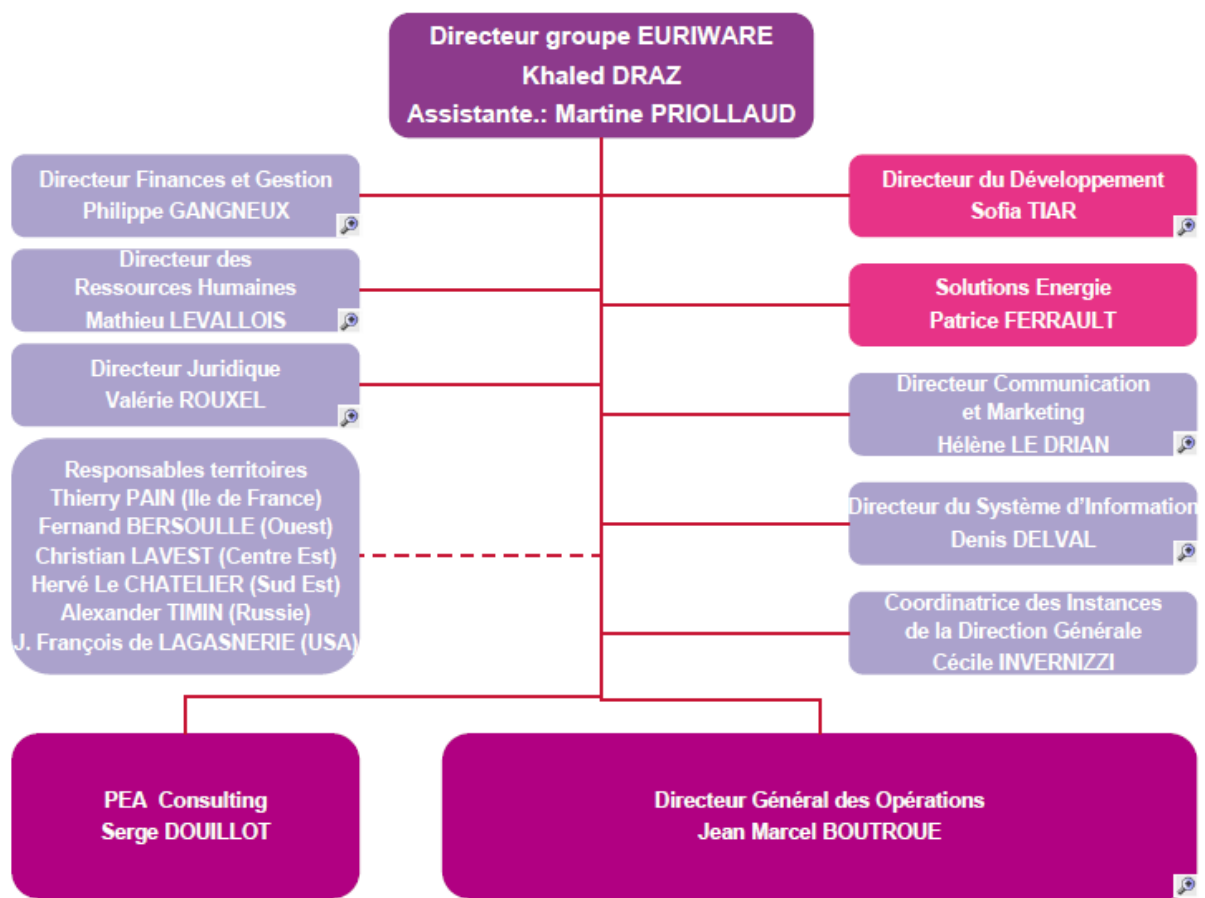 Directeur groupe EURIWARE
Khaled DRAZ
Assistante.: Martine PRIOLLAUD
Directeur Finances et Gestion
Philippe GANGNEUX
Directeur des
Ressources Humaines
Mathieu LEVALLOIS
Directeur Juridique
Valérie ROUXEL
Responsables territoires
Thierry PAIN (Ile de France)
Fernand BERSOULLE (Ouest)
Christian LAVEST (Centre Est)
Hervé Le CHATELIER (Sud Est)
Alexander TIMIN (Russie)
J. François de LAGASNERIE (USA)
Directeur du Développement
Sofia TIAR
Solutions Energie
Patrice FERRAULT
Directeur Communication
et Marketing
Hélène LE DRIAN
Directeur du Système d'Information
Denis DELVAL
Coordinatrice des Instances
de la Direction Générale
Cécile INVERNIZZI
PEA  Consulting
Serge DOUILLOT
Directeur Général des Opérations
Jean Marcel BOUTROUE